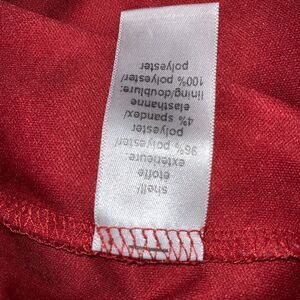 shell/
étoffe
extérieure:
96% polyester/
polyester
4% spandex/
élasthanne
lining/doublure:
100% polyester/
polyester